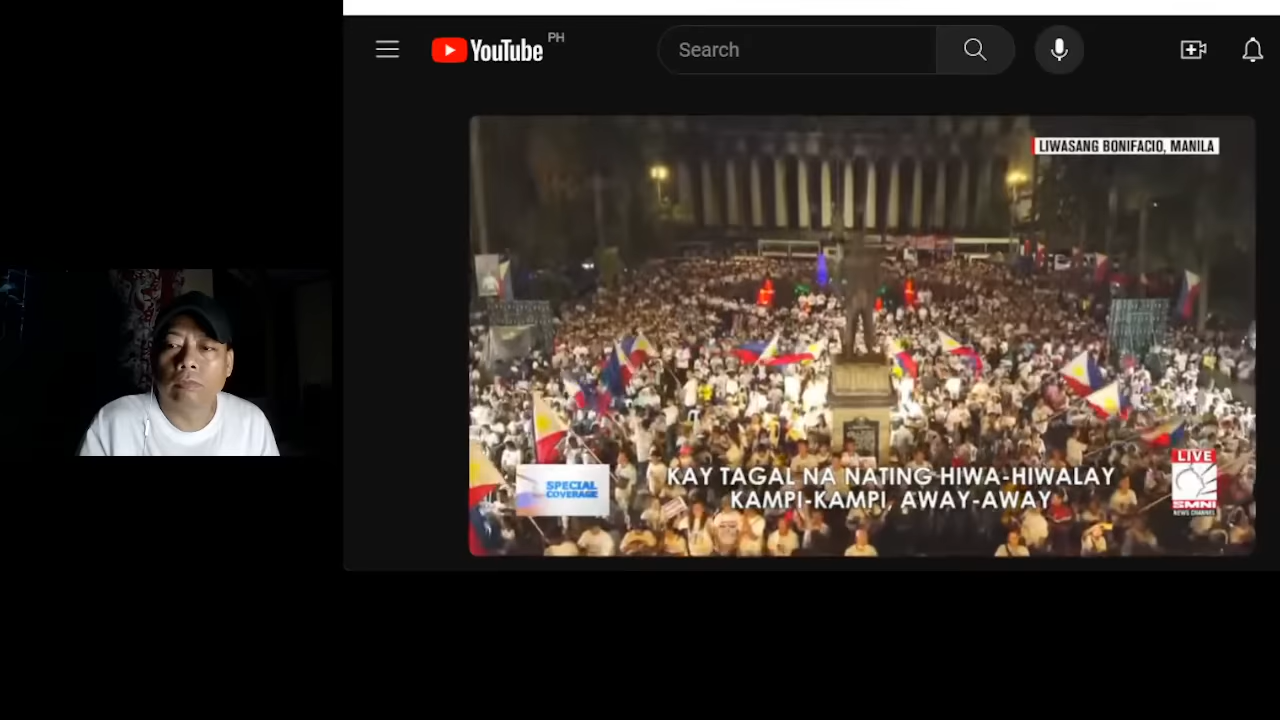 YouTube PH
Search
LIWASANG BONIFACIO, MANILA
KAY TAGAL NA NATING HIWA-HIWALAY
KAMPI-KAMPI, AWAY-AWAY
SPECIAL
COVERAGE
LIVE
SMNI
NEWS CHANNEL